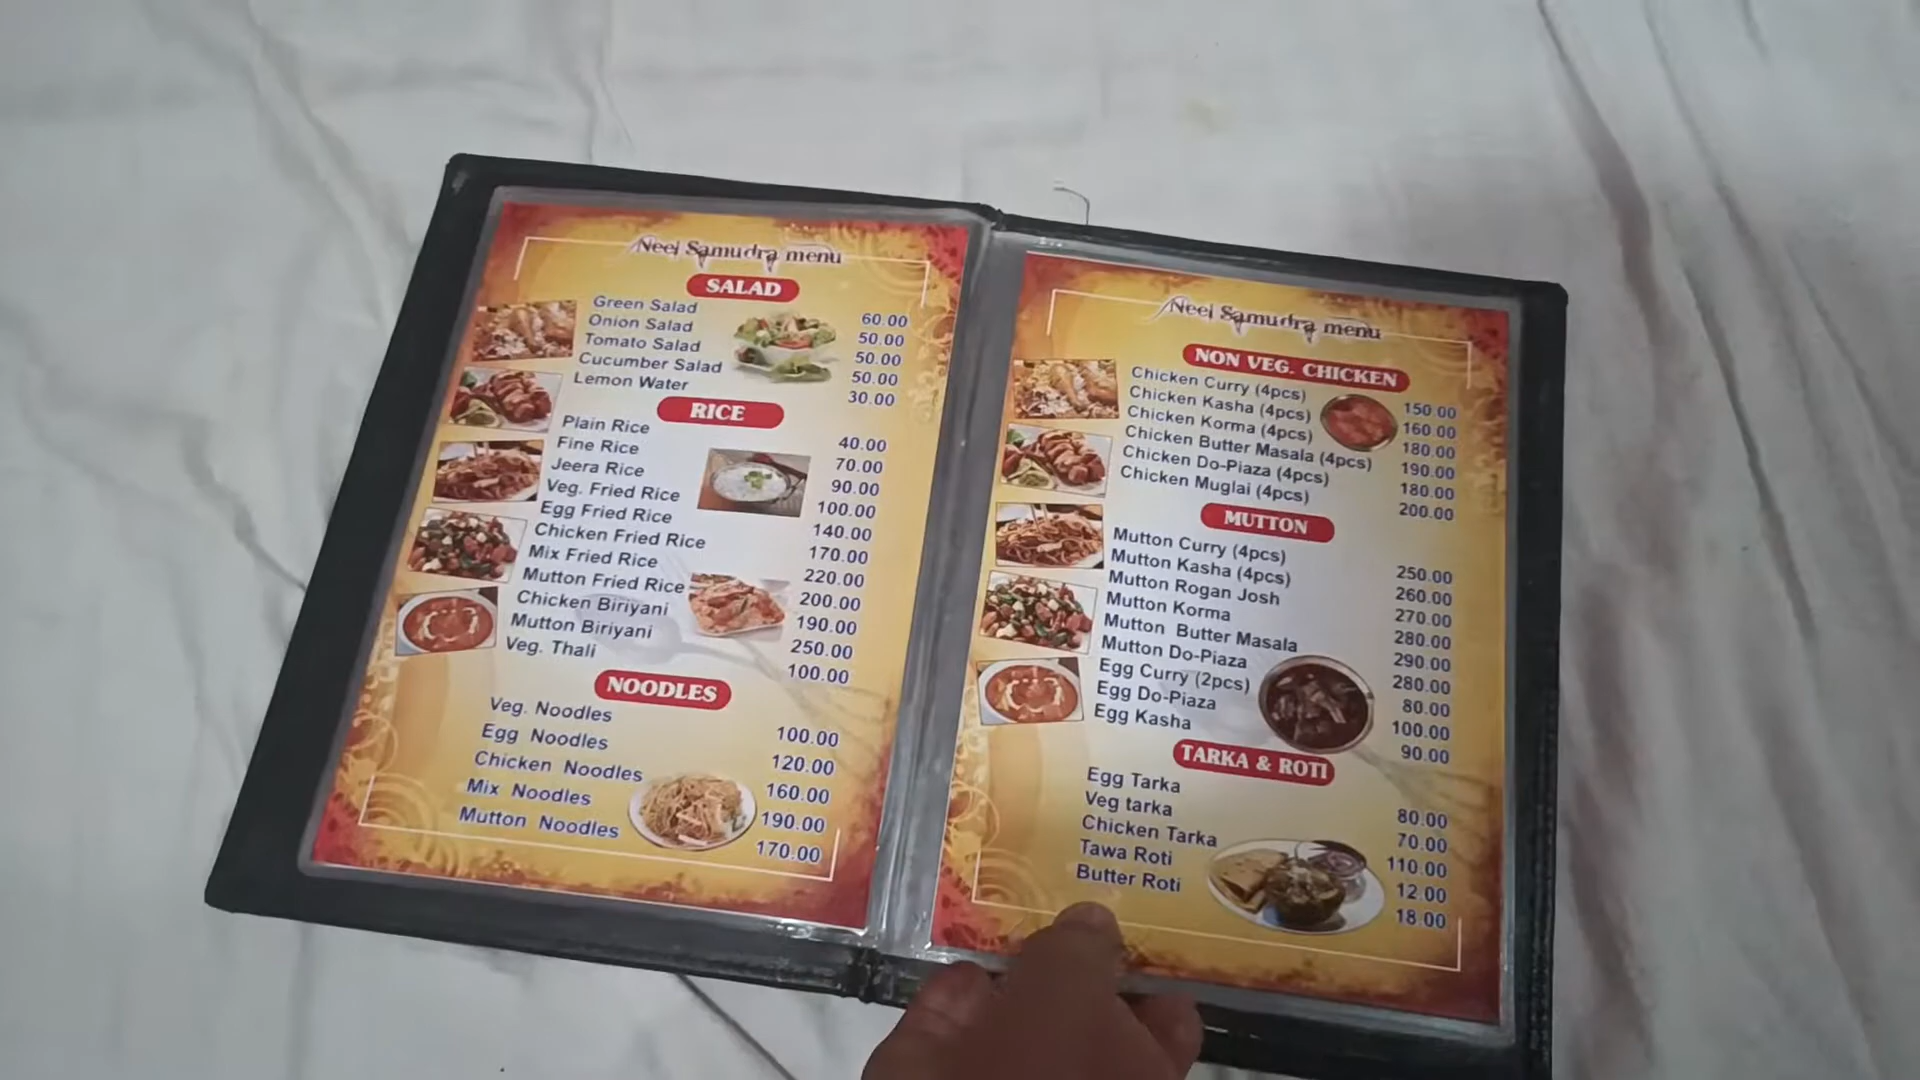 Neel Samudra menu
SALAD
Green Salad 60.00
Onion Salad 50.00
Tomato Salad 50.00
Cucumber Salad 50.00
Lemon Water 30.00
RICE
Plain Rice 40.00
Fine Rice 70.00
Jeera Rice 90.00
Veg. Fried Rice 100.00
Egg Fried Rice 140.00
Chicken Fried Rice 170.00
Mix Fried Rice 220.00
Mutton Fried Rice 200.00
Chicken Biriyani 190.00
Mutton Biriyani 250.00
Veg. Thali 100.00
NOODLES
Veg. Noodles 100.00
Egg Noodles 120.00
Chicken Noodles 160.00
Mix Noodles 190.00
Mutton Noodles 170.00
Neel Samudra menu
NON VEG. CHICKEN
Chicken Curry (4pcs) 150.00
Chicken Kasha (4pcs) 160.00
Chicken Korma (4pcs) 180.00
Chicken Butter Masala (4pcs) 190.00
Chicken Do-Piaza (4pcs) 180.00
Chicken Muglai (4pcs) 200.00
MUTTON
Mutton Curry (4pcs) 250.00
Mutton Kasha (4pcs) 260.00
Mutton Rogan Josh 270.00
Mutton Korma 280.00
Mutton Butter Masala 290.00
Mutton Do-Piaza 280.00
Egg Curry (2pcs) 80.00
Egg Do-Piaza 100.00
Egg Kasha 90.00
TARKA & ROTI
Egg Tarka 80.00
Veg tarka 70.00
Chicken Tarka 110.00
Tawa Roti 12.00
Butter Roti 18.00